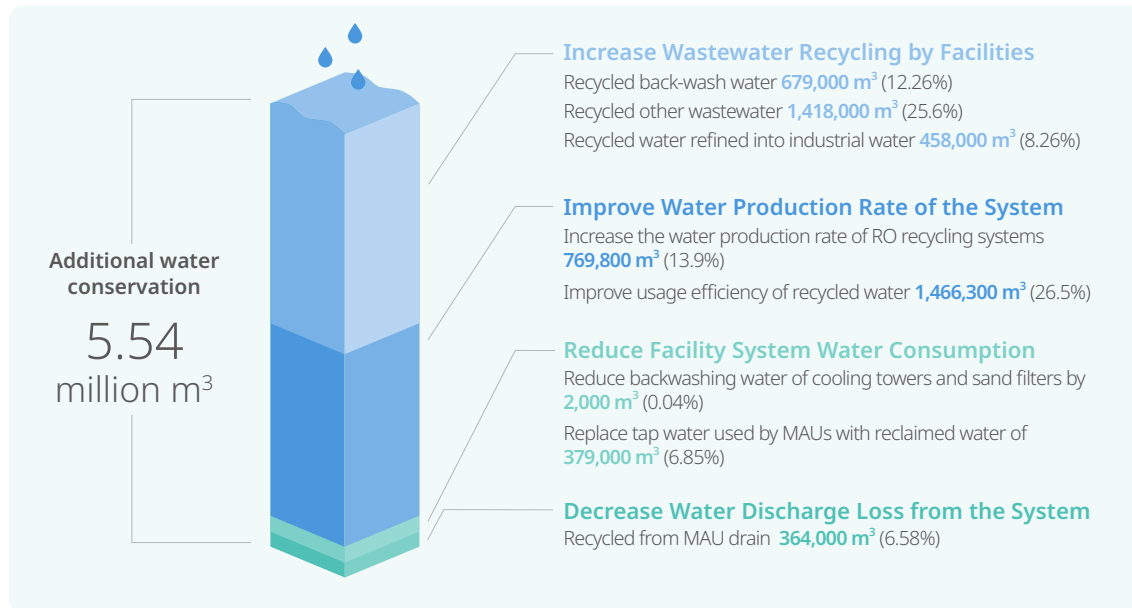 Increase Wastewater Recycling by Facilities
Recycled back-wash water 679,000 m³ (12.26%)
Recycled other wastewater 1,418,000 m³ (25.6%)
Recycled water refined into industrial water 458,000 m³ (8.26%)
Improve Water Production Rate of the System
Increase the water production rate of RO recycling systems
769,800 m³ (13.9%)
Improve usage efficiency of recycled water 1,466,300 m³ (26.5%)
Additional water
conservation
5.54
million m³
Reduce Facility System Water Consumption
Reduce backwashing water of cooling towers and sand filters by
2,000 m³ (0.04%)
Replace tap water used by MAUs with reclaimed water of
379,000 m³ (6.85%)
Decrease Water Discharge Loss from the System
Recycled from MAU drain 364,000 m³ (6.58%)